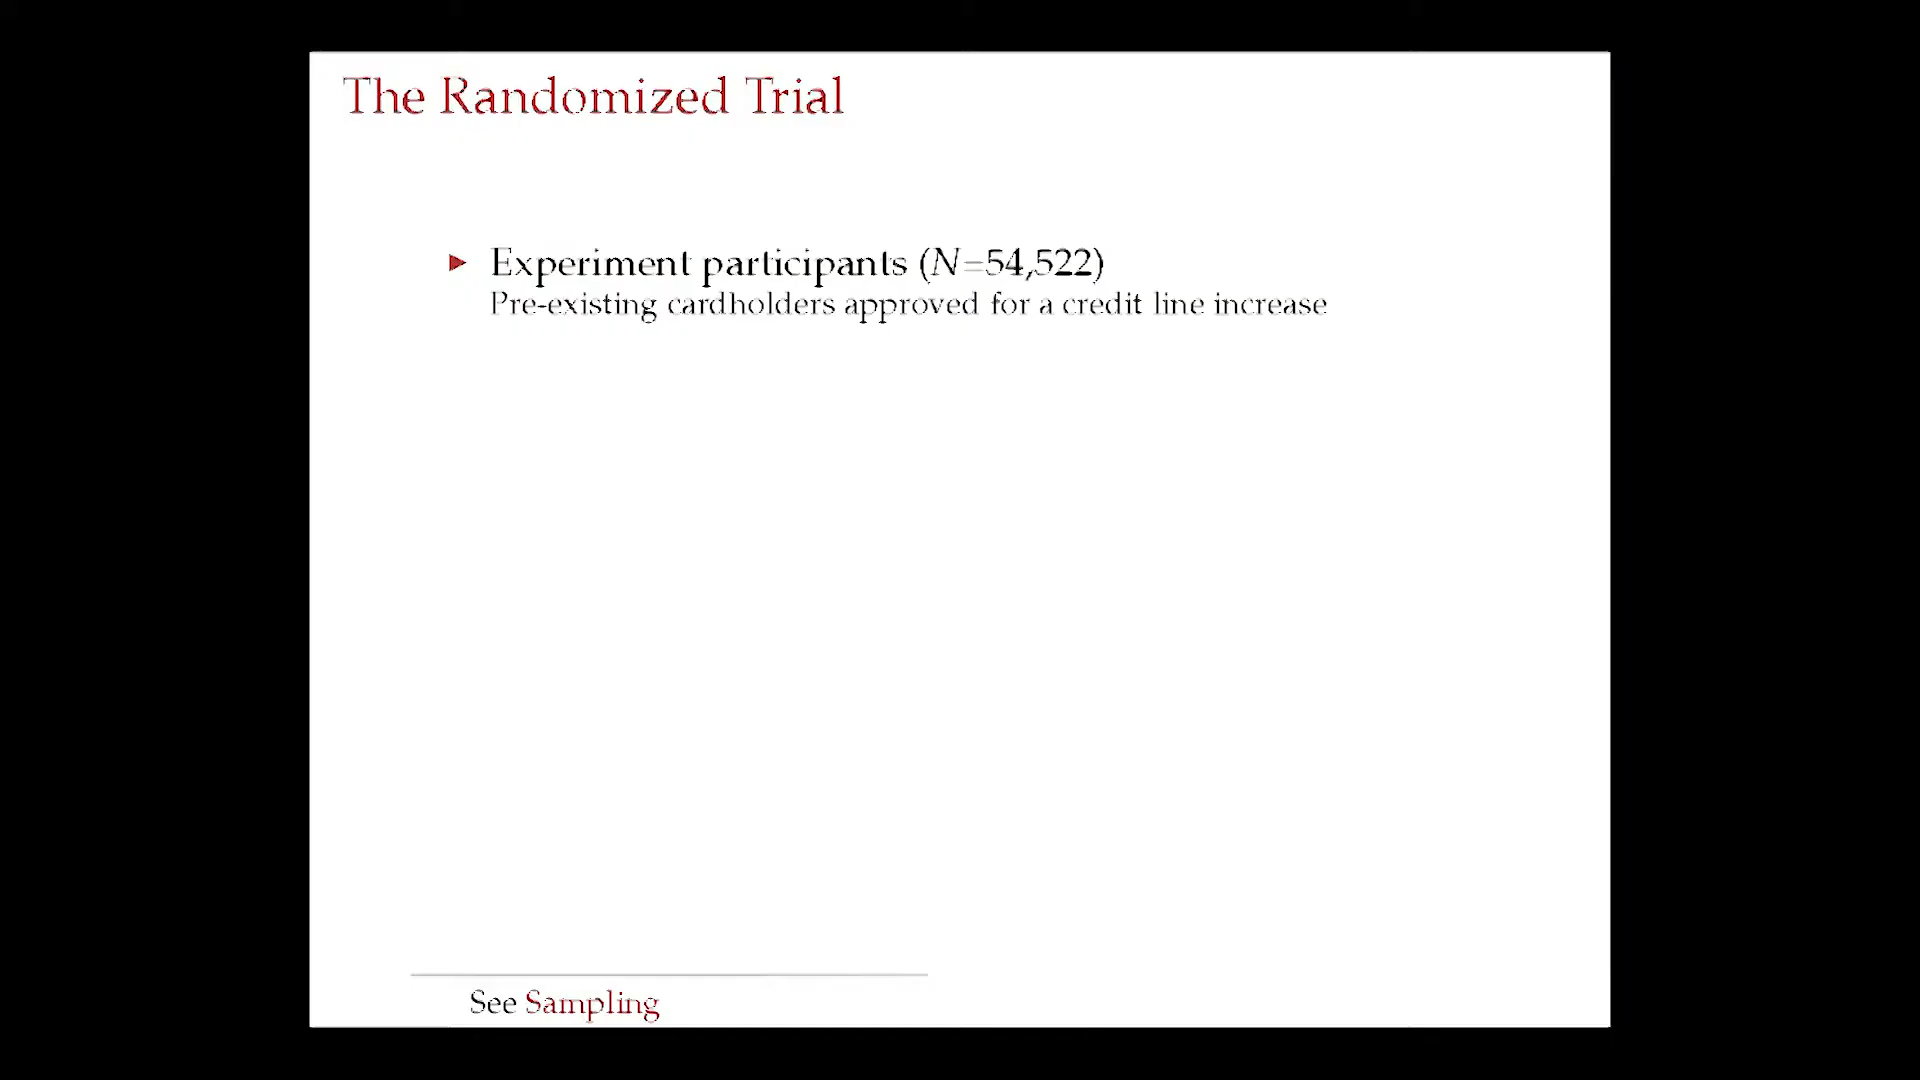 The Randomized Trial
▶ Experiment participants (N=54,522)
Pre-existing cardholders approved for a credit line increase
See Sampling